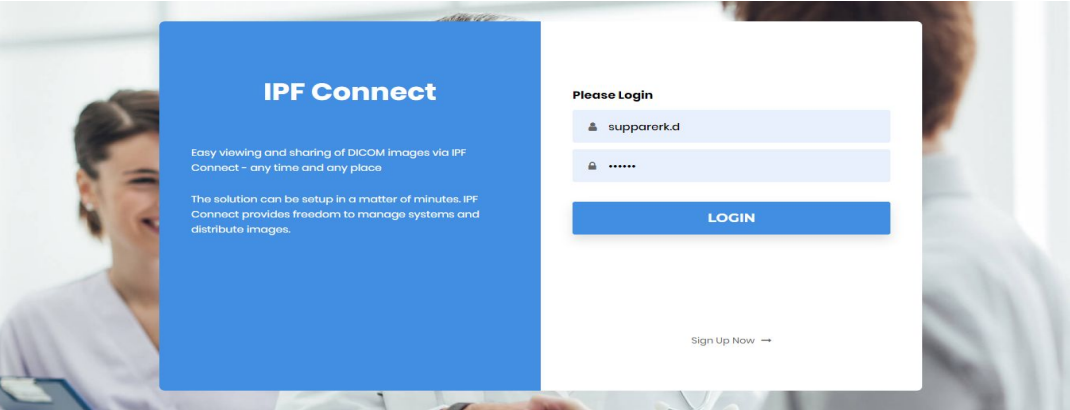 IPF Connect
Easy viewing and sharing of DICOM images via IPF
Connect - any time and any place
The solution can be setup in a matter of minutes. IPF
Connect provides freedom to manage systems and
distribute images.
Please Login
supparerk.d
••••••
LOGIN
Sign Up Now →